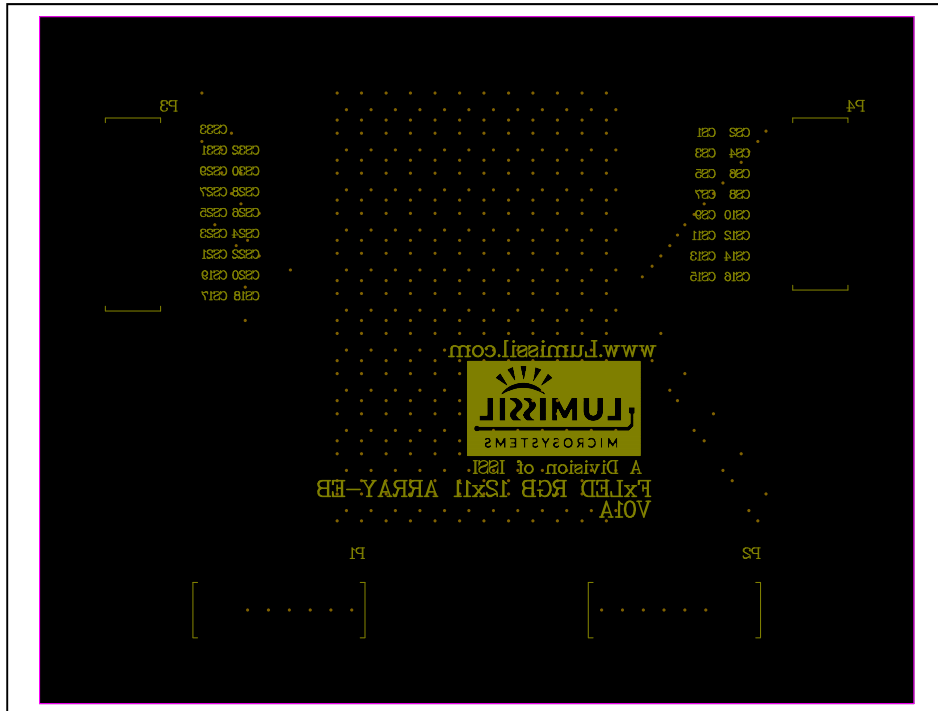 P4
P3
CS2 CS1
CS4 CS3
CS6 CS5
CS8 CS7
CS10 CS9
CS12 CS11
CS14 CS13
CS16 CS15
CS33
CS32 CS31
CS30 CS29
CS28 CS27
CS26 CS25
CS24 CS23
CS22 CS21
CS20 CS19
CS18 CS17
www.Lumissil.com
LUMISSIL
MICROSYSTEMS
A Division of ISSI
FxLED RGB 12x11 ARRAY-EB
V01A
P2
P1